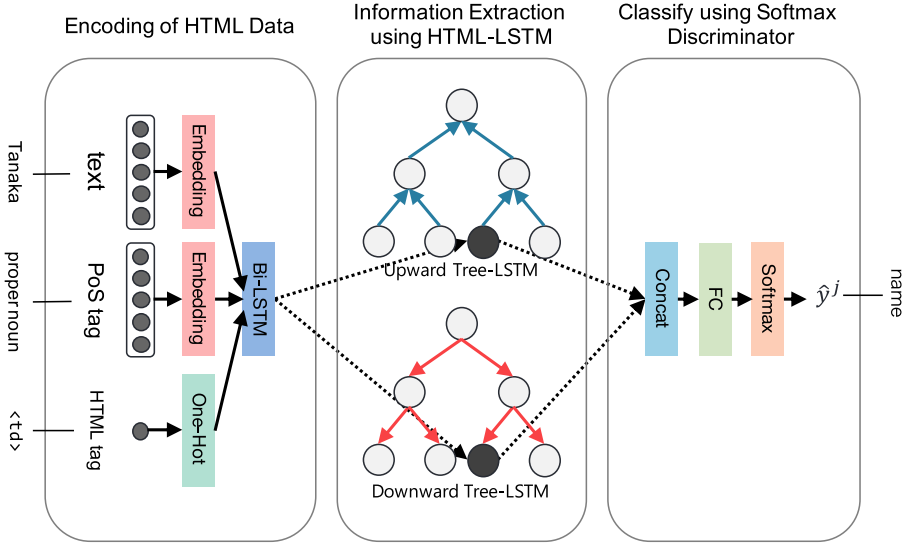 Encoding of HTML Data
Information Extraction
using HTML-LSTM
Classify using Softmax
Discriminator
Tanaka
text
Embedding
proper noun
PoS tag
Embedding
Bi-LSTM
<td>
HTML tag
One-Hot
Upward Tree-LSTM
Downward Tree-LSTM
Concat
FC
Softmax
ŷ^j
name